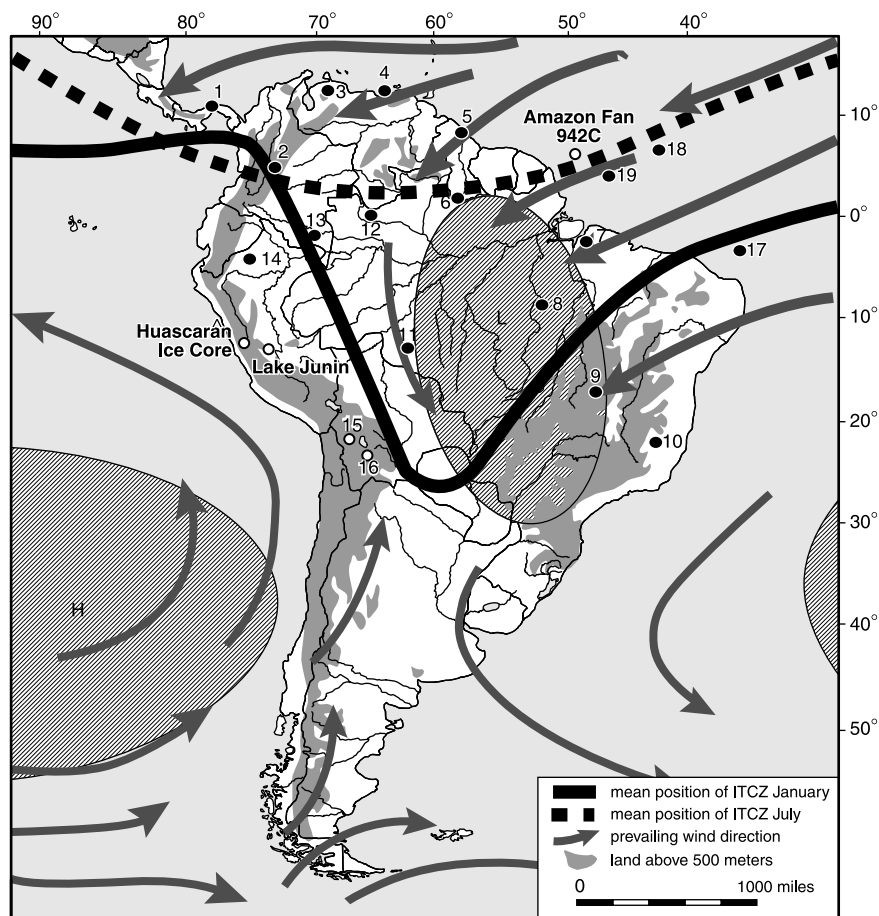 90° 80° 70° 60° 50° 40°
1
3
4
5
Amazon Fan
942C
10°
18
2
19
6
12
0°
13
17
14
L
8
10°
11
Huascarán
Ice Core
Lake Junin
9
20°
15
16
10
30°
H
40°
50°
mean position of ITCZ January
mean position of ITCZ July
prevailing wind direction
land above 500 meters
0 1000 miles